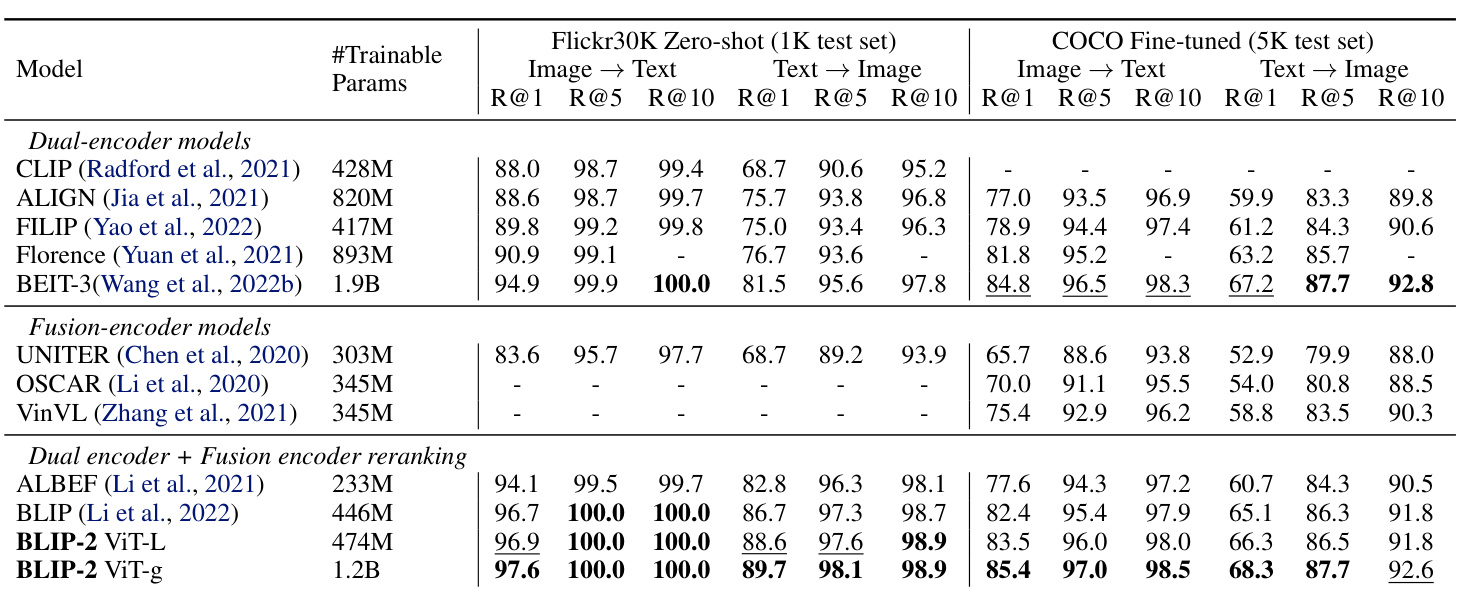 Model #Trainable Params Flickr30K Zero-shot (1K test set) COCO Fine-tuned (5K test set)
Image → Text Text → Image Image → Text Text → Image
R@1 R@5 R@10 R@1 R@5 R@10 R@1 R@5 R@10 R@1 R@5 R@10
Dual-encoder models
CLIP (Radford et al., 2021) 428M 88.0 98.7 99.4 68.7 90.6 95.2 - - - - - -
ALIGN (Jia et al., 2021) 820M 88.6 98.7 99.7 75.7 93.8 96.8 77.0 93.5 96.9 59.9 83.3 89.8
FILIP (Yao et al., 2022) 417M 89.8 99.2 99.8 75.0 93.4 96.3 78.9 94.4 97.4 61.2 84.3 90.6
Florence (Yuan et al., 2021) 893M 90.9 99.1 - 76.7 93.6 - 81.8 95.2 - 63.2 85.7 -
BEIT-3(Wang et al., 2022b) 1.9B 94.9 99.9 100.0 81.5 95.6 97.8 84.8 96.5 98.3 67.2 87.7 92.8
Fusion-encoder models
UNITER (Chen et al., 2020) 303M 83.6 95.7 97.7 68.7 89.2 93.9 65.7 88.6 93.8 52.9 79.9 88.0
OSCAR (Li et al., 2020) 345M - - - - - - 70.0 91.1 95.5 54.0 80.8 88.5
VinVL (Zhang et al., 2021) 345M - - - - - - 75.4 92.9 96.2 58.8 83.5 90.3
Dual encoder + Fusion encoder reranking
ALBEF (Li et al., 2021) 233M 94.1 99.5 99.7 82.8 96.3 98.1 77.6 94.3 97.2 60.7 84.3 90.5
BLIP (Li et al., 2022) 446M 96.7 100.0 100.0 86.7 97.3 98.7 82.4 95.4 97.9 65.1 86.3 91.8
BLIP-2 ViT-L 474M 96.9 100.0 100.0 88.6 97.6 98.9 83.5 96.0 98.0 66.3 86.5 91.8
BLIP-2 ViT-g 1.2B 97.6 100.0 100.0 89.7 98.1 98.9 85.4 97.0 98.5 68.3 87.7 92.6